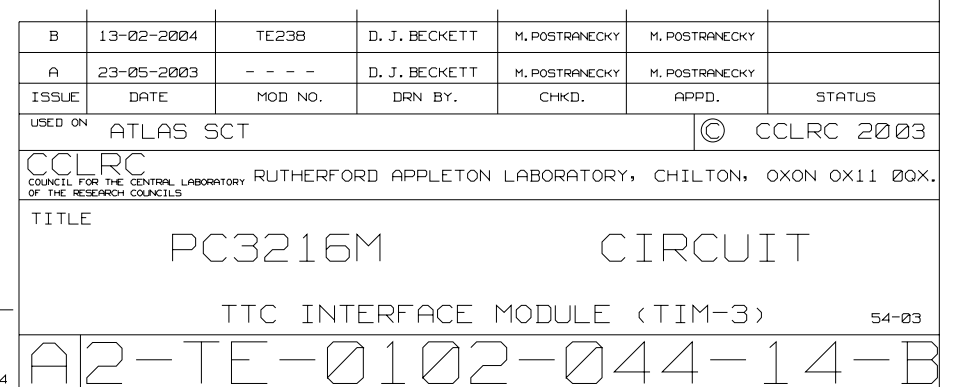 B 13-02-2004 TE238 D.J.BECKETT M.POSTRANECKY M.POSTRANECKY
A 23-05-2003 - - - - D.J.BECKETT M.POSTRANECKY M.POSTRANECKY
ISSUE DATE MOD NO. DRN BY. CHKD. APPD. STATUS
USED ON ATLAS SCT © CCLRC 2003
CCLRC
COUNCIL FOR THE CENTRAL LABORATORY
OF THE RESEARCH COUNCILS
RUTHERFORD APPLETON LABORATORY, CHILTON, OXON OX11 0QX.
TITLE
PC3216M CIRCUIT
TTC INTERFACE MODULE (TIM-3) 54-03
A2-TE-0102-044-14-B
4